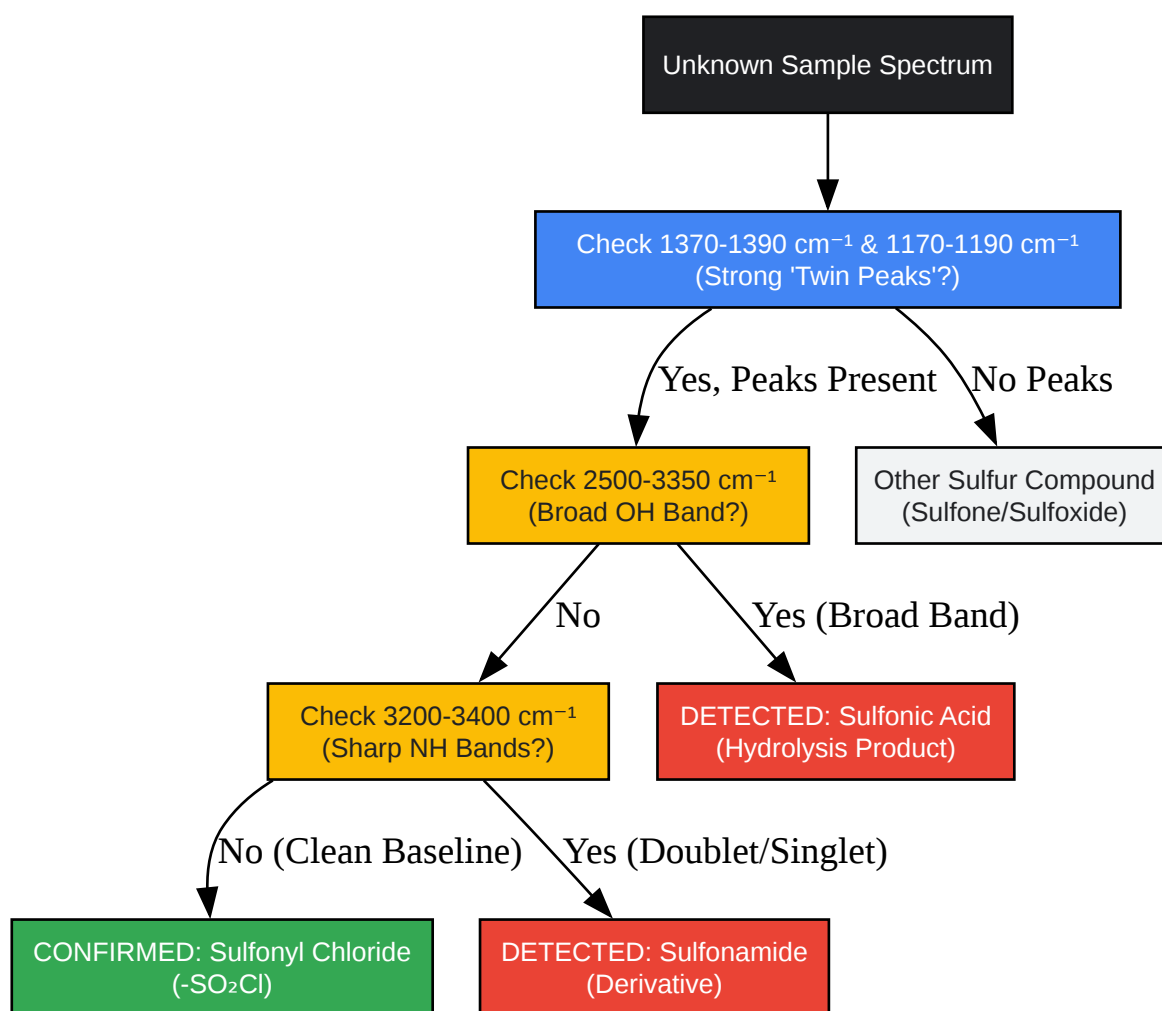 Unknown Sample Spectrum
Check 1370-1390 cm⁻¹ & 1170-1190 cm⁻¹
(Strong 'Twin Peaks'?)
Yes, Peaks Present
No Peaks
Check 2500-3350 cm⁻¹
(Broad OH Band?)
Other Sulfur Compound
(Sulfone/Sulfoxide)
No
Yes (Broad Band)
Check 3200-3400 cm⁻¹
(Sharp NH Bands?)
DETECTED: Sulfonic Acid
(Hydrolysis Product)
No (Clean Baseline)
Yes (Doublet/Singlet)
CONFIRMED: Sulfonyl Chloride
(-SO₂Cl)
DETECTED: Sulfonamide
(Derivative)